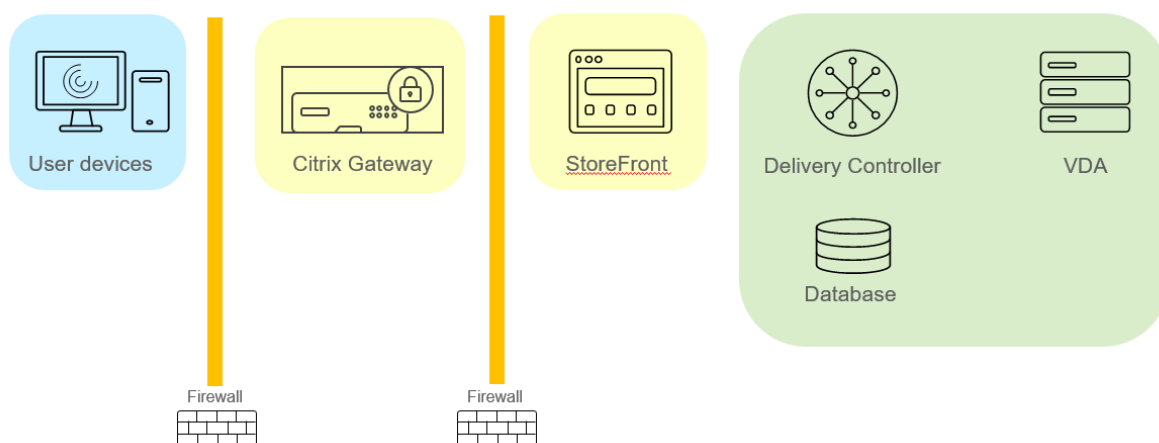 User devices
Citrix Gateway
StoreFront
Delivery Controller
VDA
Database
Firewall
Firewall